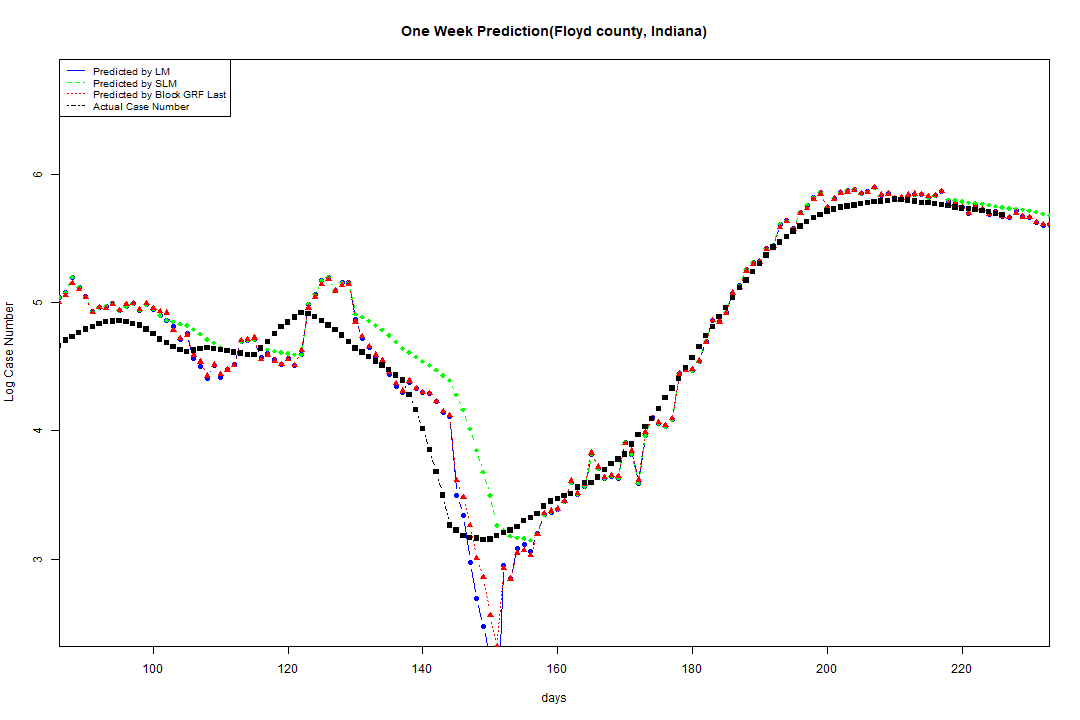 One Week Prediction(Floyd county, Indiana)
Predicted by LM
Predicted by SLM
Predicted by Block GRF Last
Actual Case Number
6
5
4
3
Log Case Number
100 120 140 160 180 200 220
days